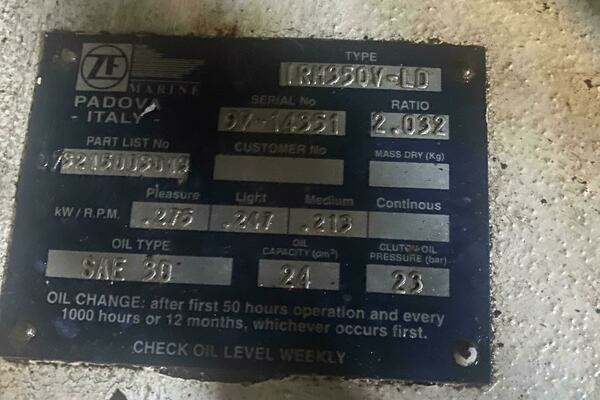 ZF
MARINE
PADOVA
- ITALY -
TYPE
IRM350V-LD
SERIAL No
97-14351
RATIO
2.032
PART LIST No
3215003013
CUSTOMER No
MASS DRY (Kg)
Pleasure Light Medium Continous
kW / R.P.M. .275 .247 .213
OIL TYPE
SAE 30
OIL
CAPACITY (dm³)
24
CLUTCH OIL
PRESSURE (bar)
23
OIL CHANGE: after first 50 hours operation and every
1000 hours or 12 months, whichever occurs first.
CHECK OIL LEVEL WEEKLY